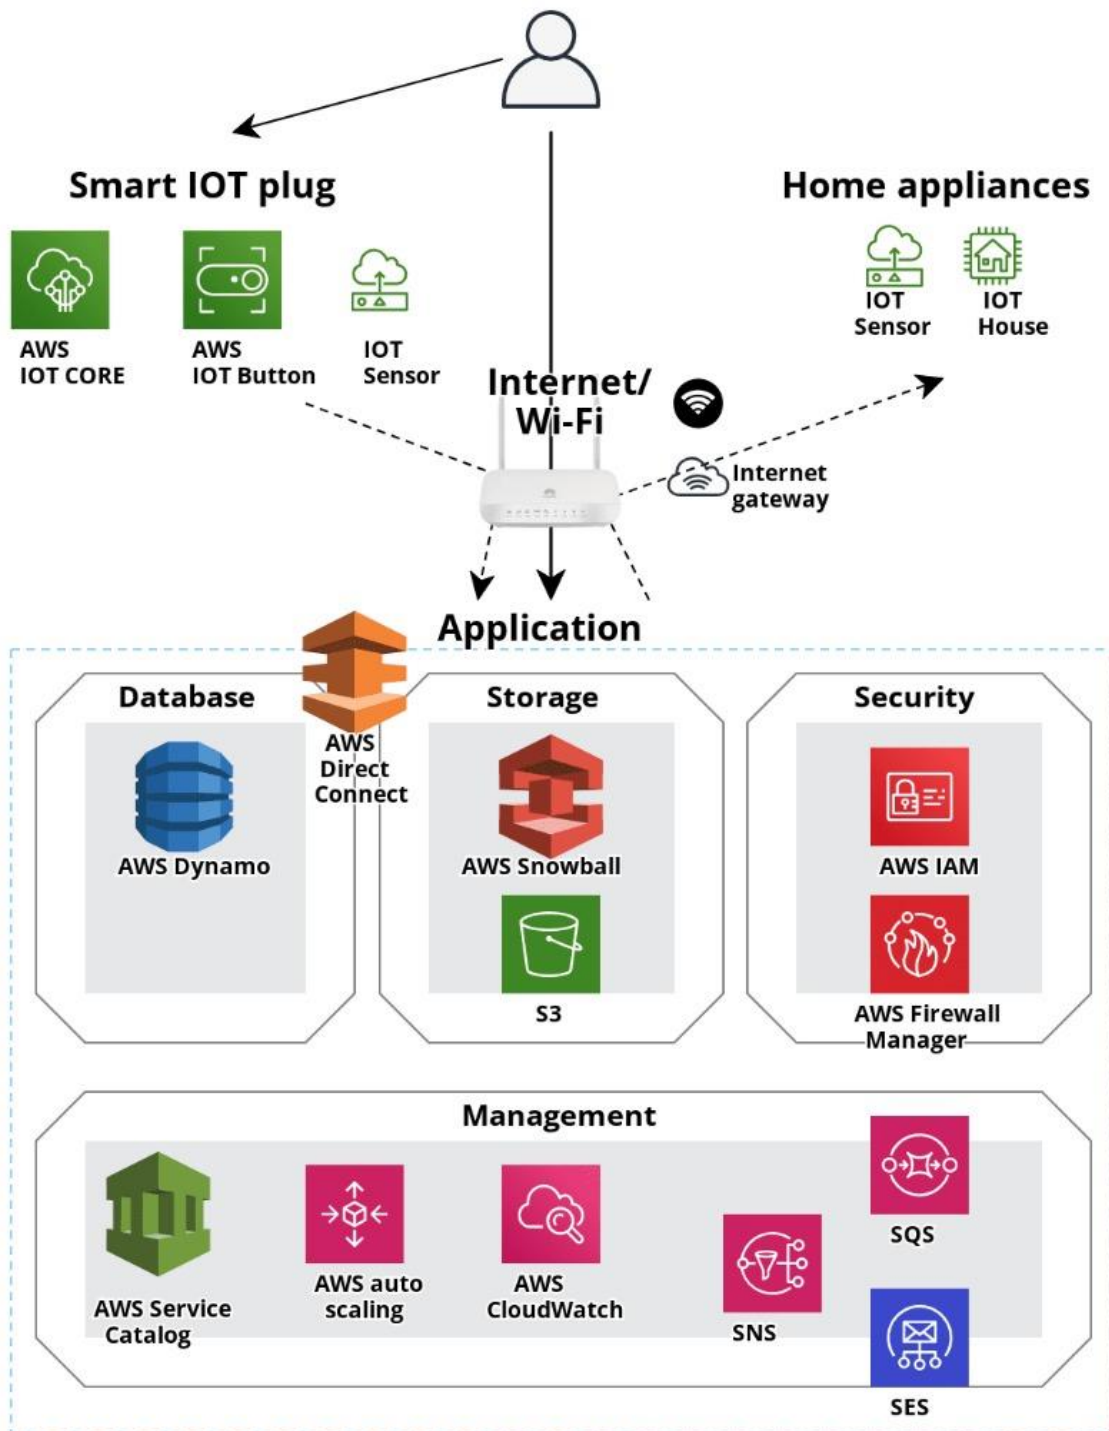 Smart IOT plug
Home appliances
AWS
IOT CORE
AWS
IOT Button
IOT
Sensor
IOT
Sensor
IOT
House
Internet/
Wi-Fi
Internet
gateway
Application
Database
Storage
Security
AWS
Direct
Connect
AWS Dynamo
AWS Snowball
AWS IAM
S3
AWS Firewall
Manager
Management
AWS Service
Catalog
AWS auto
scaling
AWS
CloudWatch
SNS
SQS
SES